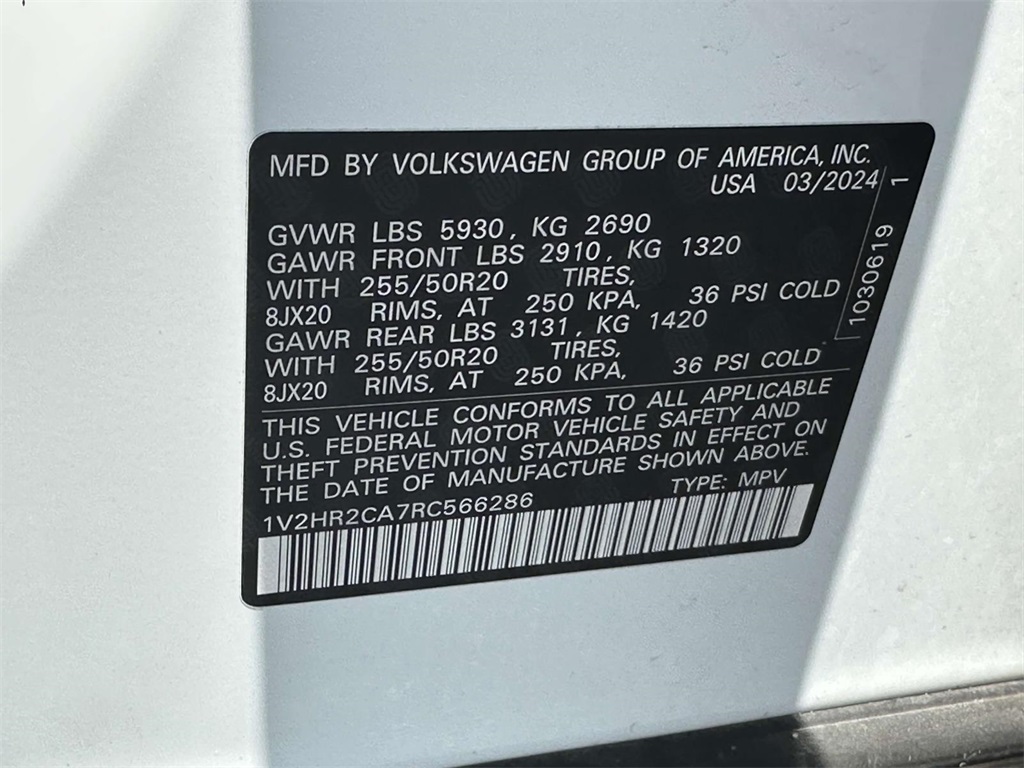 MFD BY VOLKSWAGEN GROUP OF AMERICA, INC.
USA 03/2024
GVWR LBS 5930, KG 2690
GAWR FRONT LBS 2910, KG 1320
WITH 255/50R20 TIRES,
8JX20 RIMS, AT 250 KPA, 36 PSI COLD
GAWR REAR LBS 3131, KG 1420
WITH 255/50R20 TIRES,
8JX20 RIMS, AT 250 KPA, 36 PSI COLD
THIS VEHICLE CONFORMS TO ALL APPLICABLE
U.S. FEDERAL MOTOR VEHICLE SAFETY AND
THEFT PREVENTION STANDARDS IN EFFECT ON
THE DATE OF MANUFACTURE SHOWN ABOVE.
TYPE: MPV
1V2HR2CA7RC566286
1030619 1